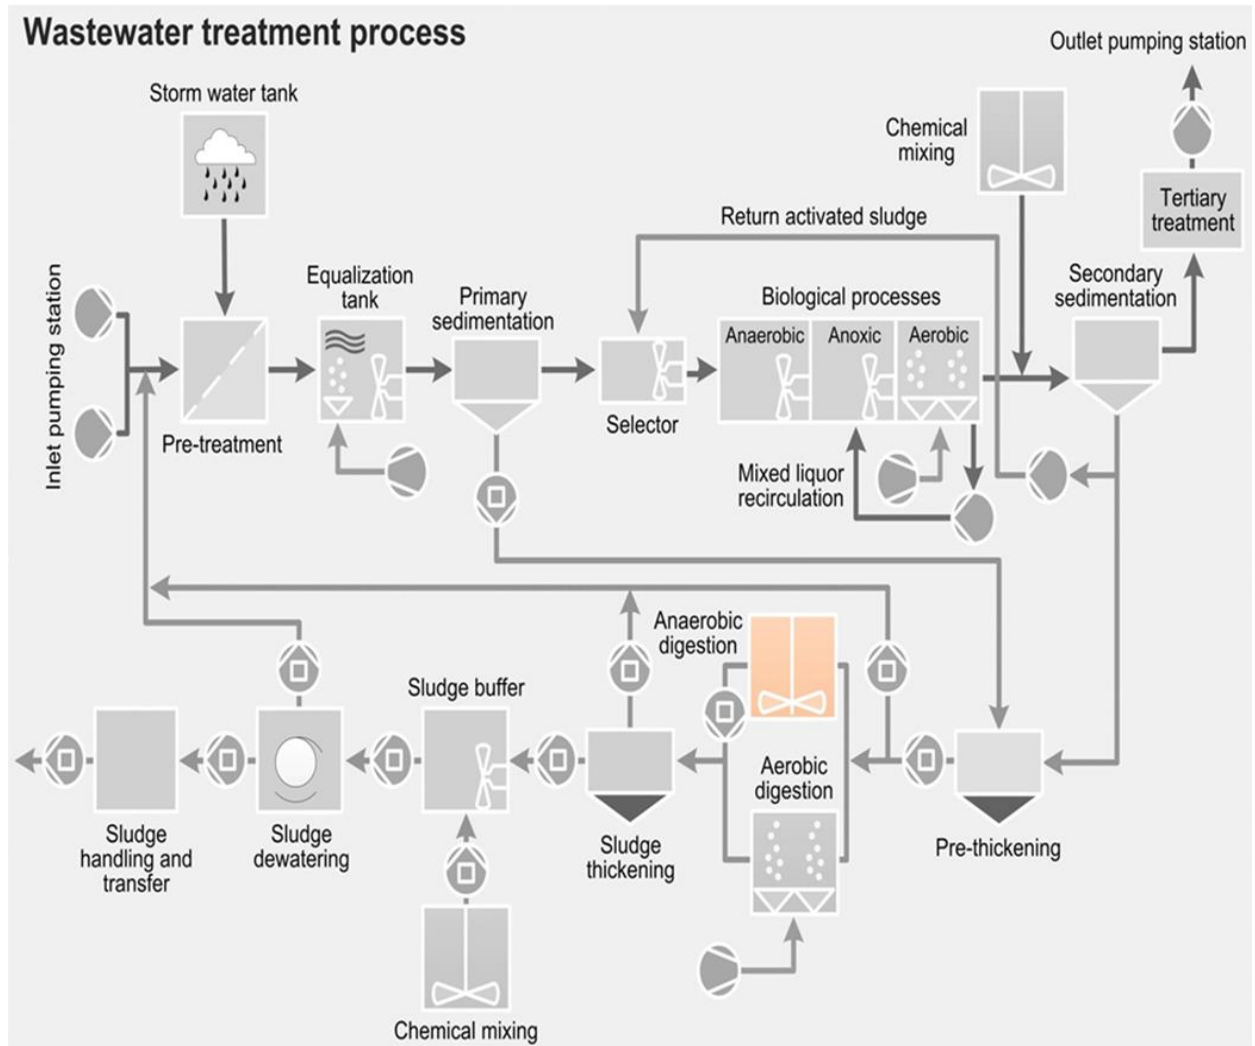 Wastewater treatment process
Outlet pumping station
Storm water tank
Chemical
mixing
Tertiary
treatment
Return activated sludge
Inlet pumping station
Equalization
tank
Primary
sedimentation
Biological processes
Secondary
sedimentation
Anaerobic
Anoxic
Aerobic
Pre-treatment
Selector
Mixed liquor
recirculation
Anaerobic
digestion
Sludge buffer
Aerobic
digestion
Sludge
handling and
transfer
Sludge
dewatering
Sludge
thickening
Pre-thickening
Chemical mixing